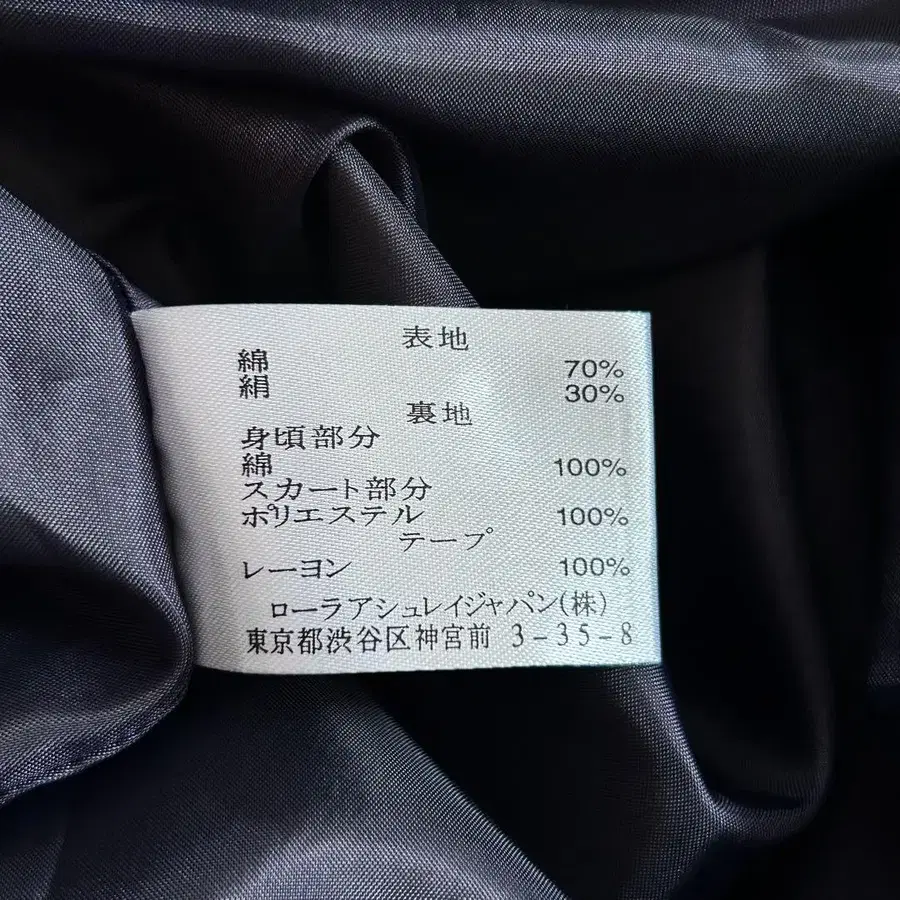 表地
綿 70%
絹 30%
裏地
身頃部分
綿 100%
スカート部分
ポリエステル 100%
テープ
レーヨン 100%
ローラアシュレイジャパン(株)
東京都渋谷区神宮前 3-35-8